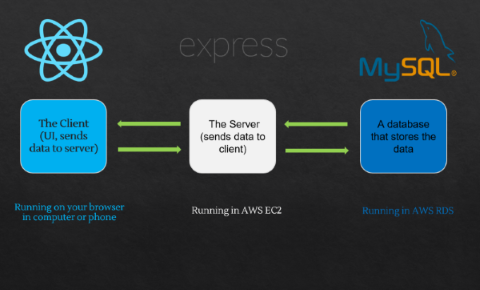 express
MySQL®
The Client
(UI, sends
data to server)
The Server
(sends data to
client)
A database
that stores the
data
Running on your browser
in computer or phone
Running in AWS EC2
Running in AWS RDS